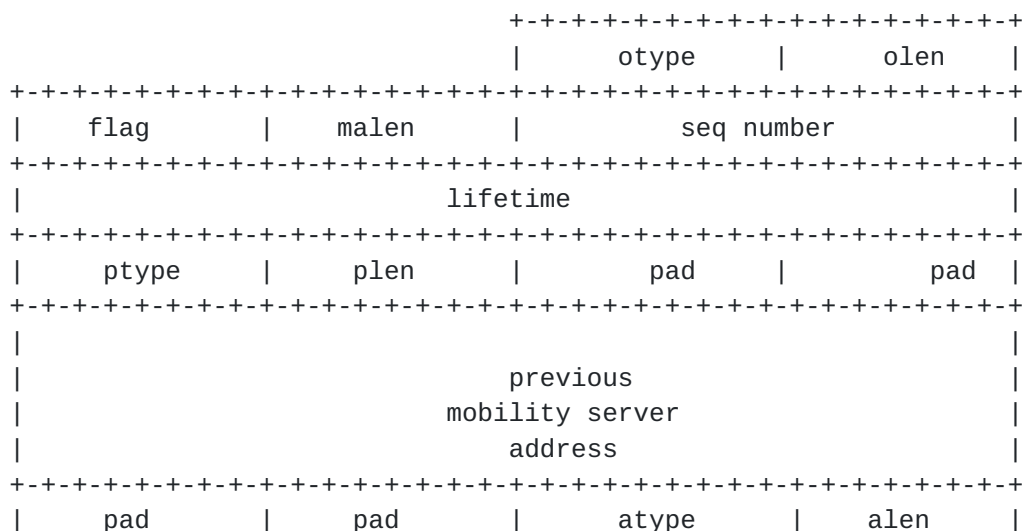 +-+-+-+-+-+-+-+-+-+-+-+-+-+-+-+-+
| otype | olen |
+-+-+-+-+-+-+-+-+-+-+-+-+-+-+-+-+-+-+-+-+-+-+-+-+-+-+-+-+-+-+-+-+
| flag | malen | seq number |
+-+-+-+-+-+-+-+-+-+-+-+-+-+-+-+-+-+-+-+-+-+-+-+-+-+-+-+-+-+-+-+-+
| lifetime |
+-+-+-+-+-+-+-+-+-+-+-+-+-+-+-+-+-+-+-+-+-+-+-+-+-+-+-+-+-+-+-+-+
| ptype | plen | pad | pad |
+-+-+-+-+-+-+-+-+-+-+-+-+-+-+-+-+-+-+-+-+-+-+-+-+-+-+-+-+-+-+-+-+
| |
| previous |
| mobility server |
| address |
+-+-+-+-+-+-+-+-+-+-+-+-+-+-+-+-+-+-+-+-+-+-+-+-+-+-+-+-+-+-+-+-+
| pad | pad | atype | alen |